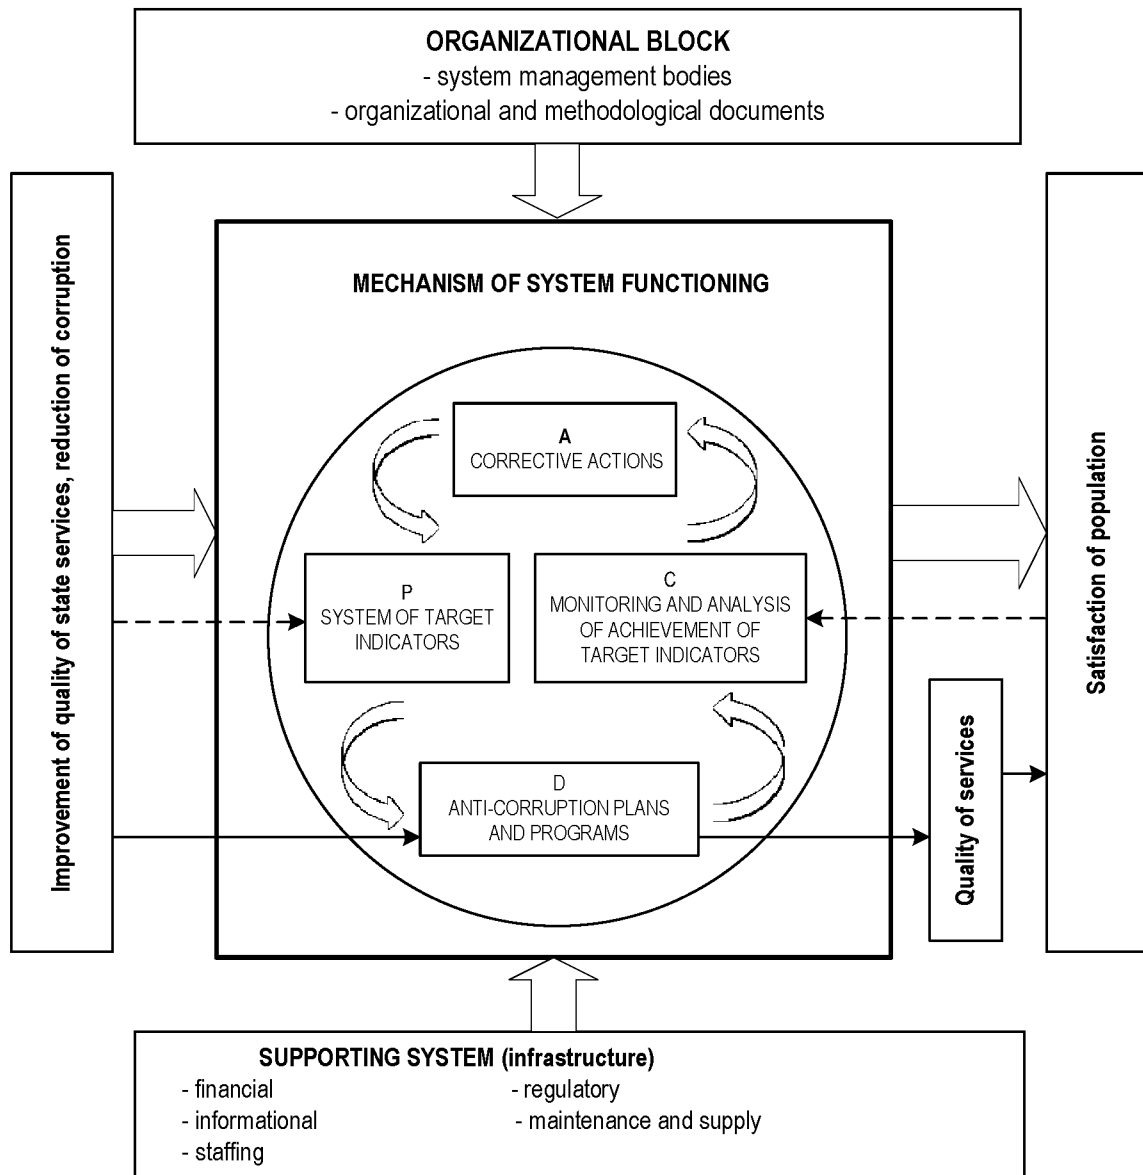 ORGANIZATIONAL BLOCK
- system management bodies
- organizational and methodological documents
Improvement of quality of state services, reduction of corruption
MECHANISM OF SYSTEM FUNCTIONING
A
CORRECTIVE ACTIONS
P
SYSTEM OF TARGET
INDICATORS
C
MONITORING AND ANALYSIS
OF ACHIEVEMENT OF
TARGET INDICATORS
D
ANTI-CORRUPTION PLANS
AND PROGRAMS
Quality of services
Satisfaction of population
SUPPORTING SYSTEM (infrastructure)
- financial
- informational
- staffing
- regulatory
- maintenance and supply